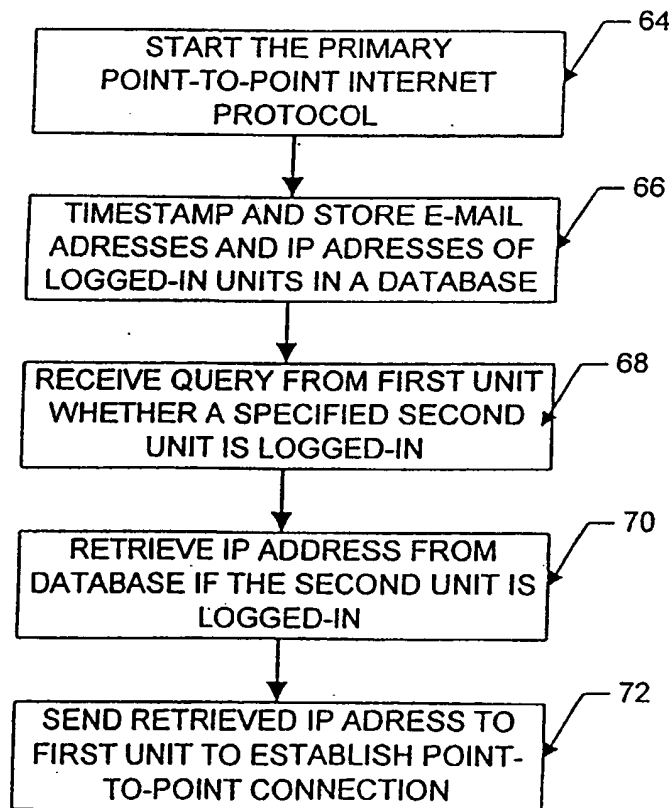 START THE PRIMARY
POINT-TO-POINT INTERNET
PROTOCOL
64
TIMESTAMP AND STORE E-MAIL
ADRESSES AND IP ADRESSES OF
LOGGED-IN UNITS IN A DATABASE
66
RECEIVE QUERY FROM FIRST UNIT
WHETHER A SPECIFIED SECOND
UNIT IS LOGGED-IN
68
RETRIEVE IP ADDRESS FROM
DATABASE IF THE SECOND UNIT IS
LOGGED-IN
70
SEND RETRIEVED IP ADRESS TO
FIRST UNIT TO ESTABLISH POINT-
TO-POINT CONNECTION
72